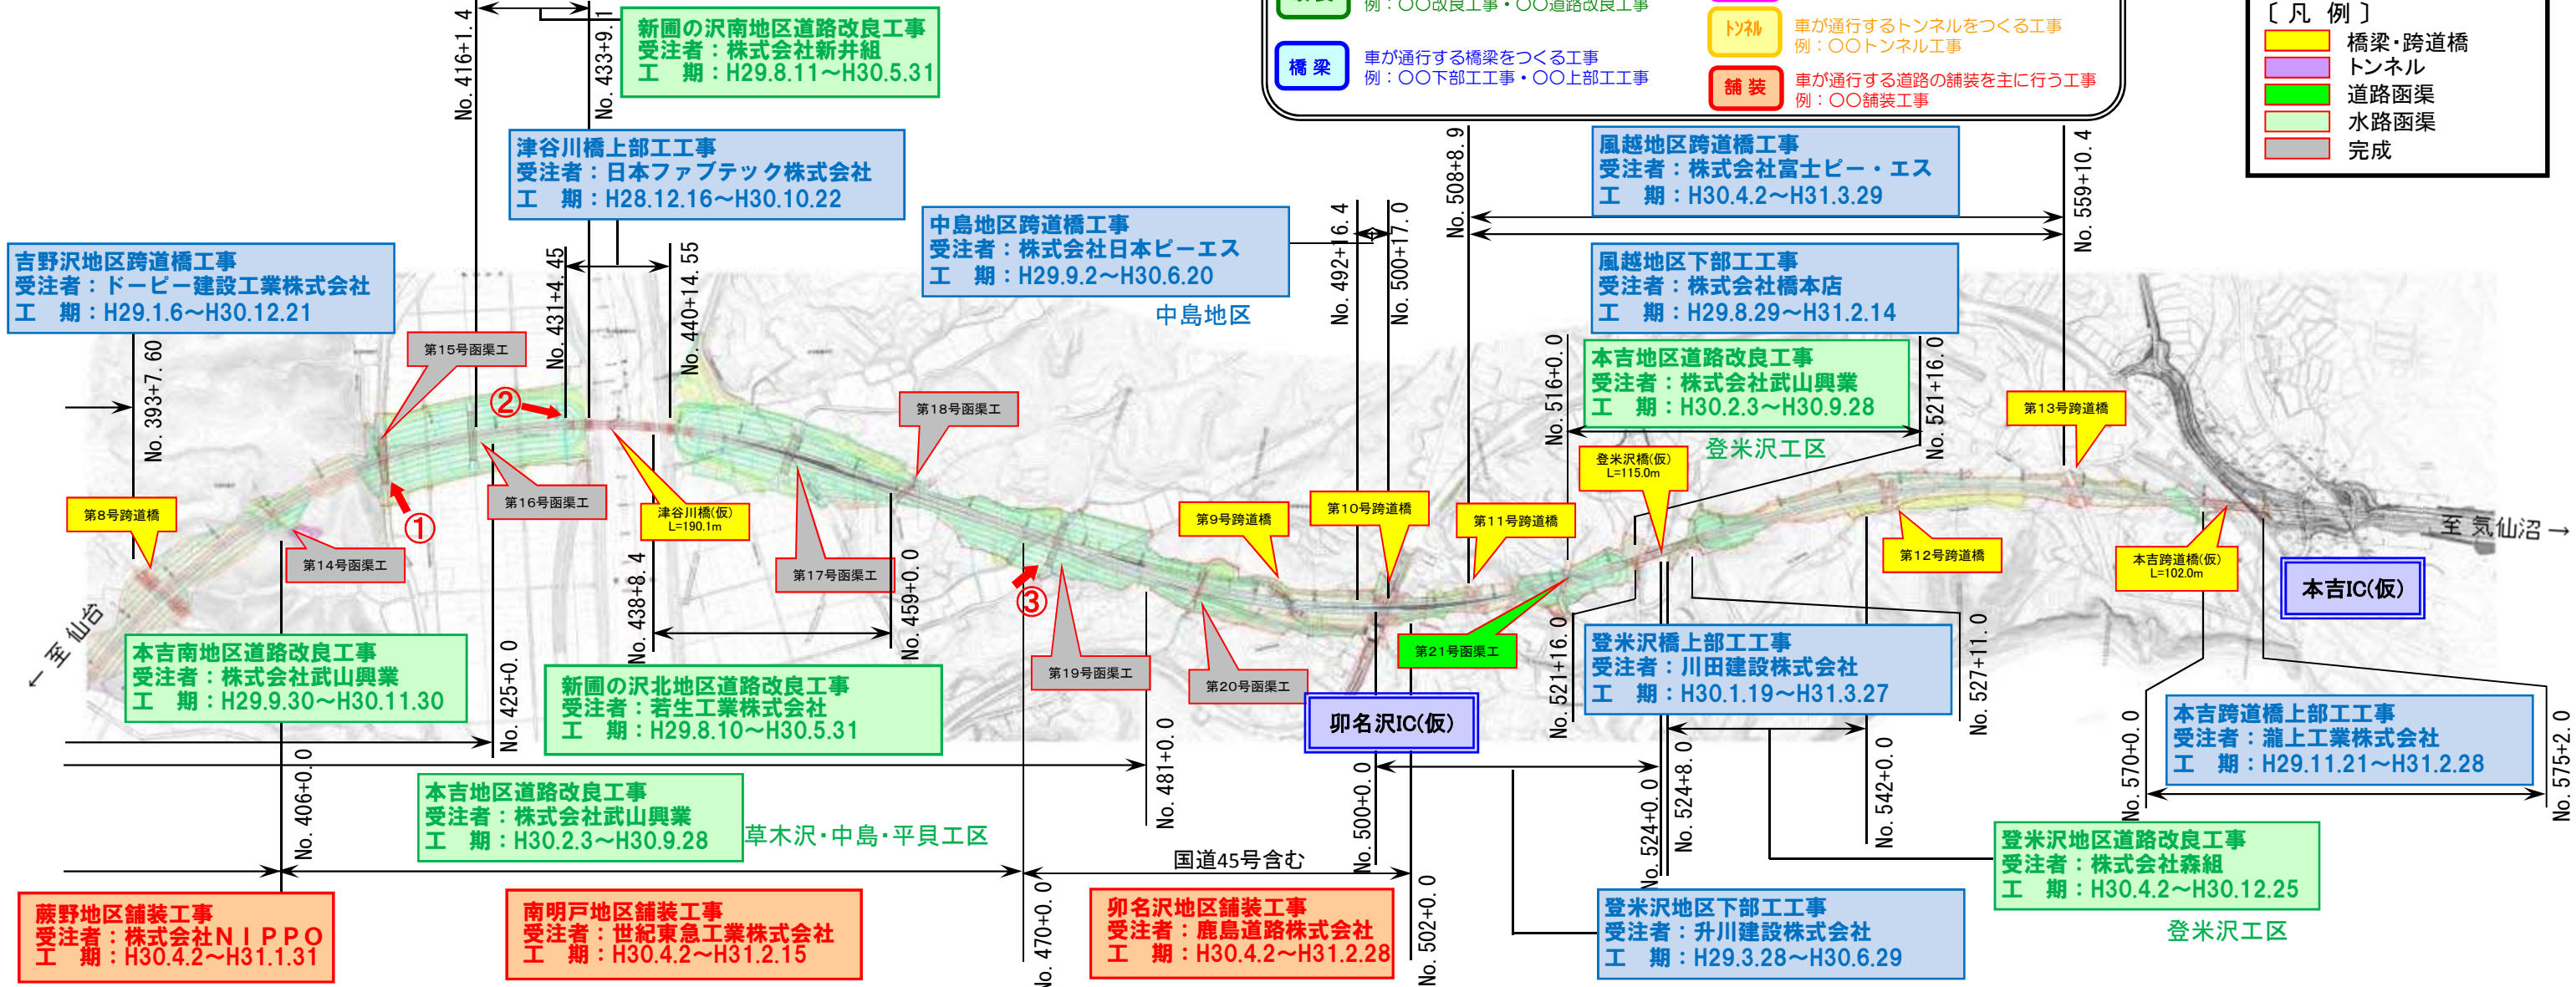 例：〇〇改良工事・〇〇道路改良工事
橋 梁
車が通行する橋梁をつくる工事
例：〇〇下部工工事・〇〇上部工工事
トンネル
車が通行するトンネルをつくる工事
例：〇〇トンネル工事
舗 装
車が通行する道路の舗装を主に行う工事
例：〇〇舗装工事
〔 凡 例 〕
橋梁・跨道橋
トンネル
道路函渠
水路函渠
完成
No. 416+1. 4
No. 433+9. 1
新圃の沢南地区道路改良工事
受注者：株式会社新井組
工　期：H29.8.11～H30.5.31
津谷川橋上部工工事
受注者：日本ファブテック株式会社
工　期：H28.12.16～H30.10.22
No. 431+4. 45
No. 440+14. 55
吉野沢地区跨道橋工事
受注者：ドーピー建設工業株式会社
工　期：H29.1.6～H30.12.21
No. 393+7. 60
中島地区跨道橋工事
受注者：株式会社日本ピーエス
工　期：H29.9.2～H30.6.20
中島地区
No. 492+16. 4
No. 500+17. 0
No. 508+8. 9
風越地区跨道橋工事
受注者：株式会社富士ピー・エス
工　期：H30.4.2～H31.3.29
No. 559+10. 4
風越地区下部工工事
受注者：株式会社橋本店
工　期：H29.8.29～H31.2.14
No. 516+0. 0
本吉地区道路改良工事
受注者：株式会社武山興業
工　期：H30.2.3～H30.9.28
No. 521+16. 0
登米沢工区
第15号函渠工
②
第18号函渠工
第13号跨道橋
登米沢橋(仮)
L=115.0m
第8号跨道橋
第16号函渠工
①
第14号函渠工
津谷川橋(仮)
L=190.1m
第17号函渠工
第9号跨道橋
第10号跨道橋
第11号跨道橋
第12号跨道橋
本吉跨道橋(仮)
L=102.0m
至 気仙沼 →
本吉IC(仮)
← 至 仙台
③
第19号函渠工
第20号函渠工
第21号函渠工
卯名沢IC(仮)
No. 438+8. 4
No. 459+0. 0
本吉南地区道路改良工事
受注者：株式会社武山興業
工　期：H29.9.30～H30.11.30
No. 425+0. 0
新圃の沢北地区道路改良工事
受注者：若生工業株式会社
工　期：H29.8.10～H30.5.31
No. 521+16. 0
登米沢橋上部工工事
受注者：川田建設株式会社
工　期：H30.1.19～H31.3.27
No. 527+11. 0
No. 406+0. 0
本吉地区道路改良工事
受注者：株式会社武山興業
工　期：H30.2.3～H30.9.28
草木沢・中島・平貝工区
No. 481+0. 0
国道45号含む
No. 500+0. 0
No. 524+0. 0
No. 524+8. 0
No. 542+0. 0
No. 570+0. 0
本吉跨道橋上部工工事
受注者：瀧上工業株式会社
工　期：H29.11.21～H31.2.28
No. 575+2. 0
登米沢地区道路改良工事
受注者：株式会社森組
工　期：H30.4.2～H30.12.25
登米沢工区
蕨野地区舗装工事
受注者：株式会社ＮＩＰＰＯ
工　期：H30.4.2～H31.1.31
南明戸地区舗装工事
受注者：世紀東急工業株式会社
工　期：H30.4.2～H31.2.15
No. 470+0. 0
卯名沢地区舗装工事
受注者：鹿島道路株式会社
工　期：H30.4.2～H31.2.28
No. 502+0. 0
登米沢地区下部工工事
受注者：升川建設株式会社
工　期：H29.3.28～H30.6.29